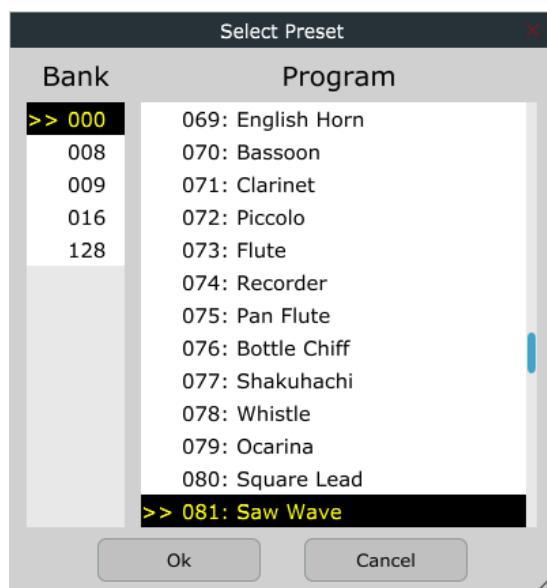 Select Preset
Bank
Program
>> 000
008
009
016
128
069: English Horn
070: Bassoon
071: Clarinet
072: Piccolo
073: Flute
074: Recorder
075: Pan Flute
076: Bottle Chiff
077: Shakuhachi
078: Whistle
079: Ocarina
080: Square Lead
>> 081: Saw Wave
Ok
Cancel